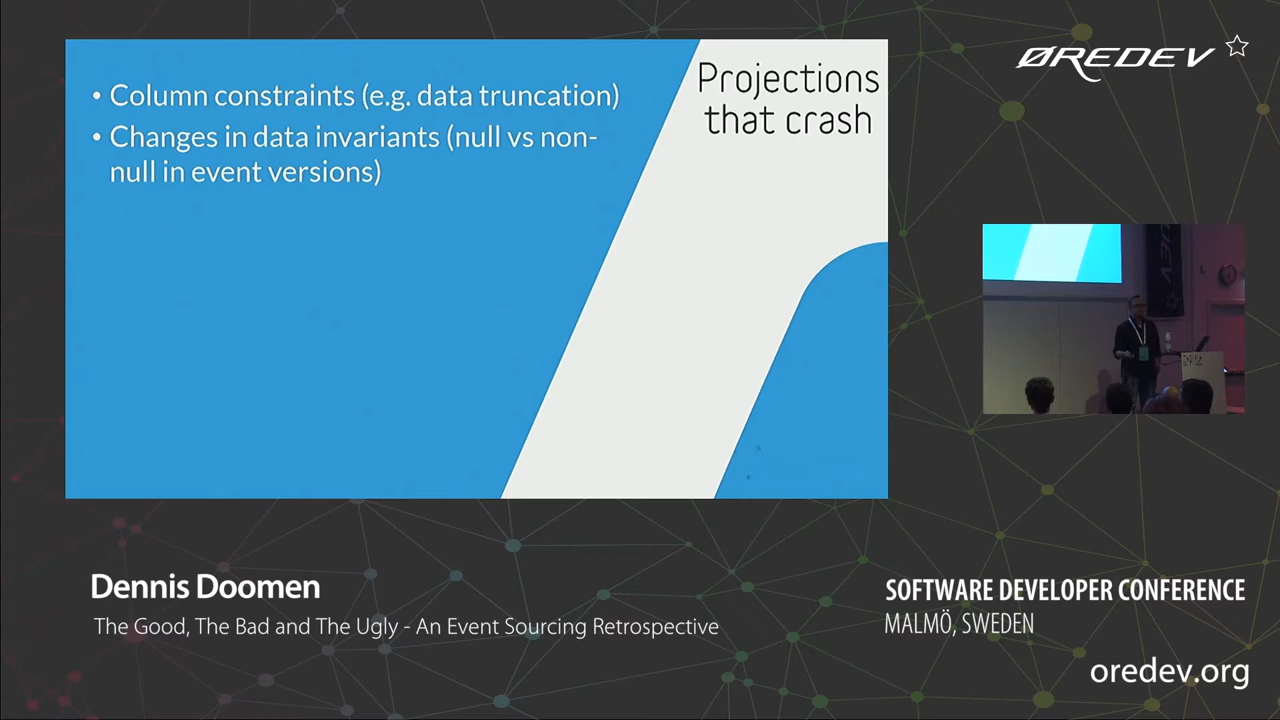 ØREDEV
Projections
that crash
• Column constraints (e.g. data truncation)
• Changes in data invariants (null vs non-
null in event versions)
Dennis Doomen
The Good, The Bad and The Ugly - An Event Sourcing Retrospective
SOFTWARE DEVELOPER CONFERENCE
MALMÖ, SWEDEN
oredev.org